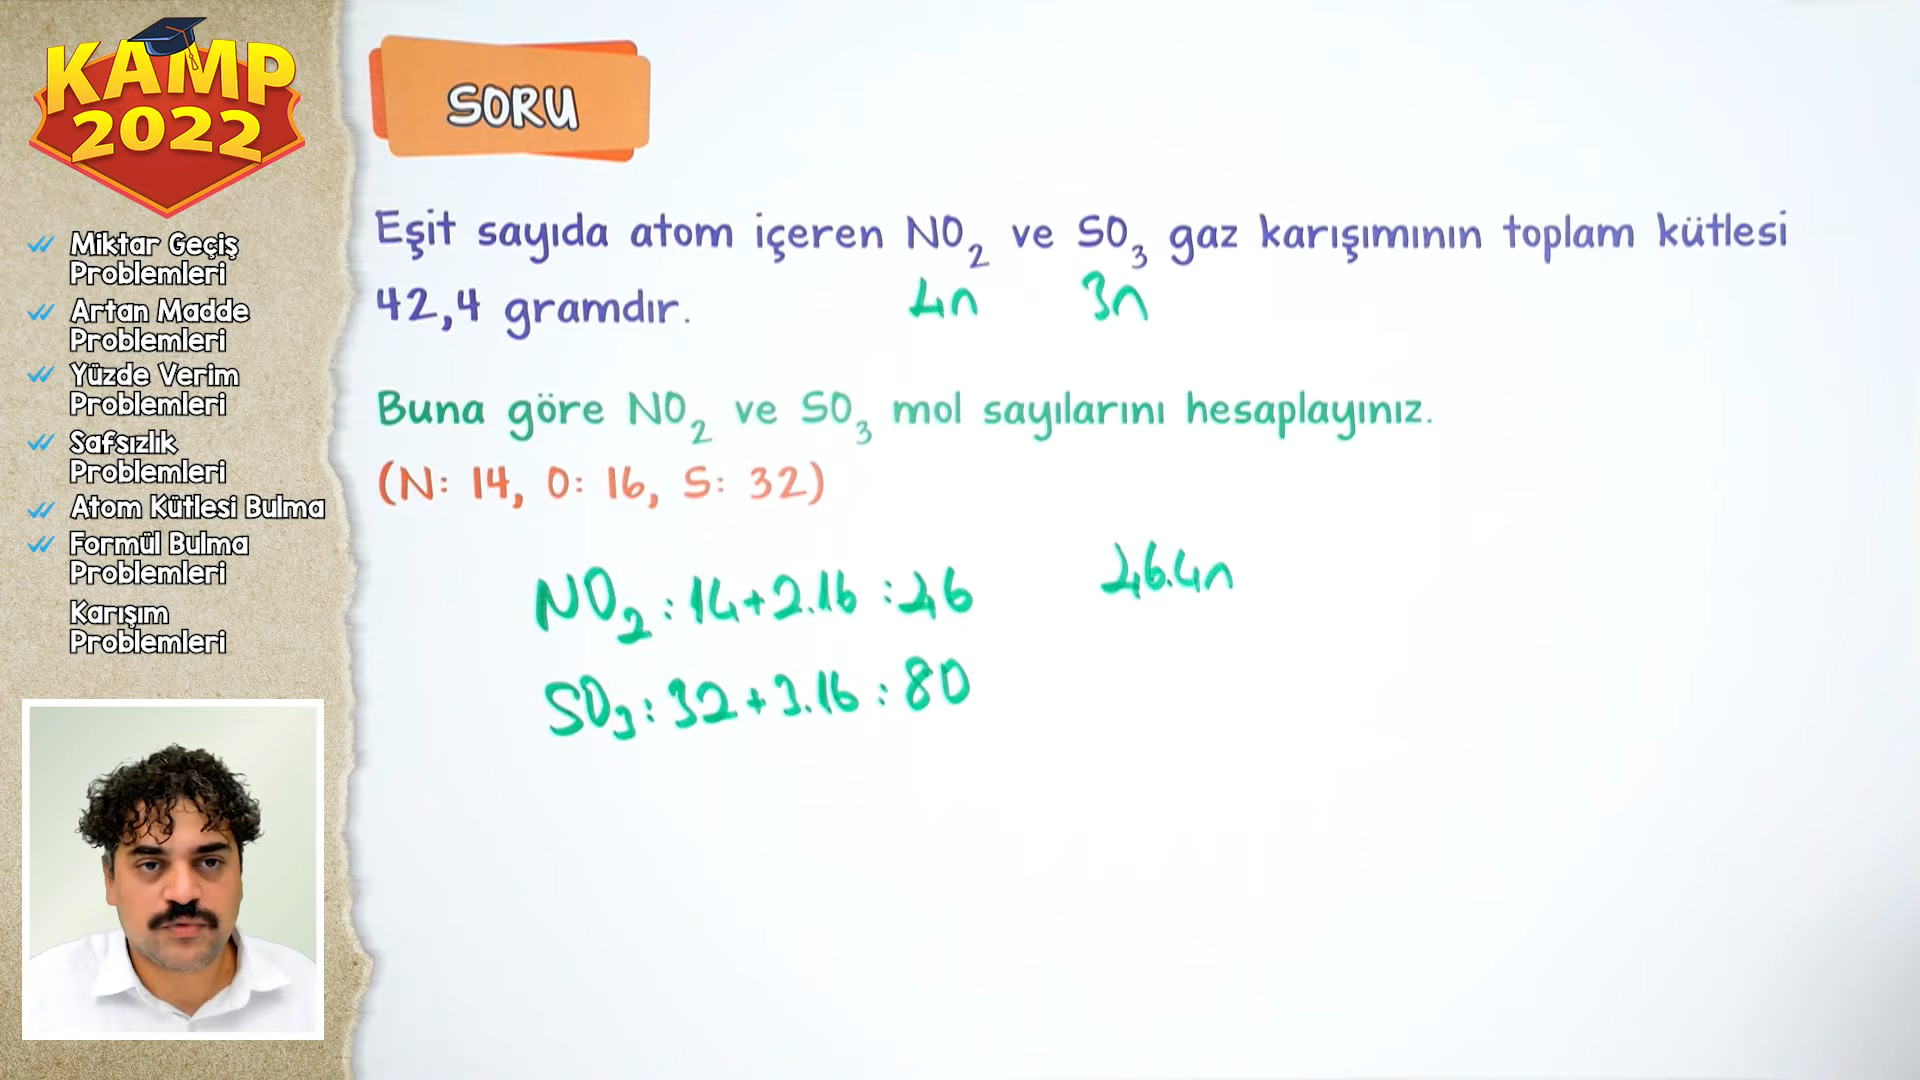 KAMP
2022
Miktar Geçiş
Problemleri
Artan Madde
Problemleri
Yüzde Verim
Problemleri
Safsızlık
Problemleri
Atom Kütlesi Bulma
Formül Bulma
Problemleri
Karışım
Problemleri
SORU
Eşit sayıda atom içeren NO₂ ve SO₃ gaz karışımının toplam kütlesi
42,4 gramdır.
4n 3n
Buna göre NO₂ ve SO₃ mol sayılarını hesaplayınız.
(N: 14, O: 16, S: 32)
NO₂ : 14+2.16 : 46
46.4n
SO₃ : 32+3.16 : 80